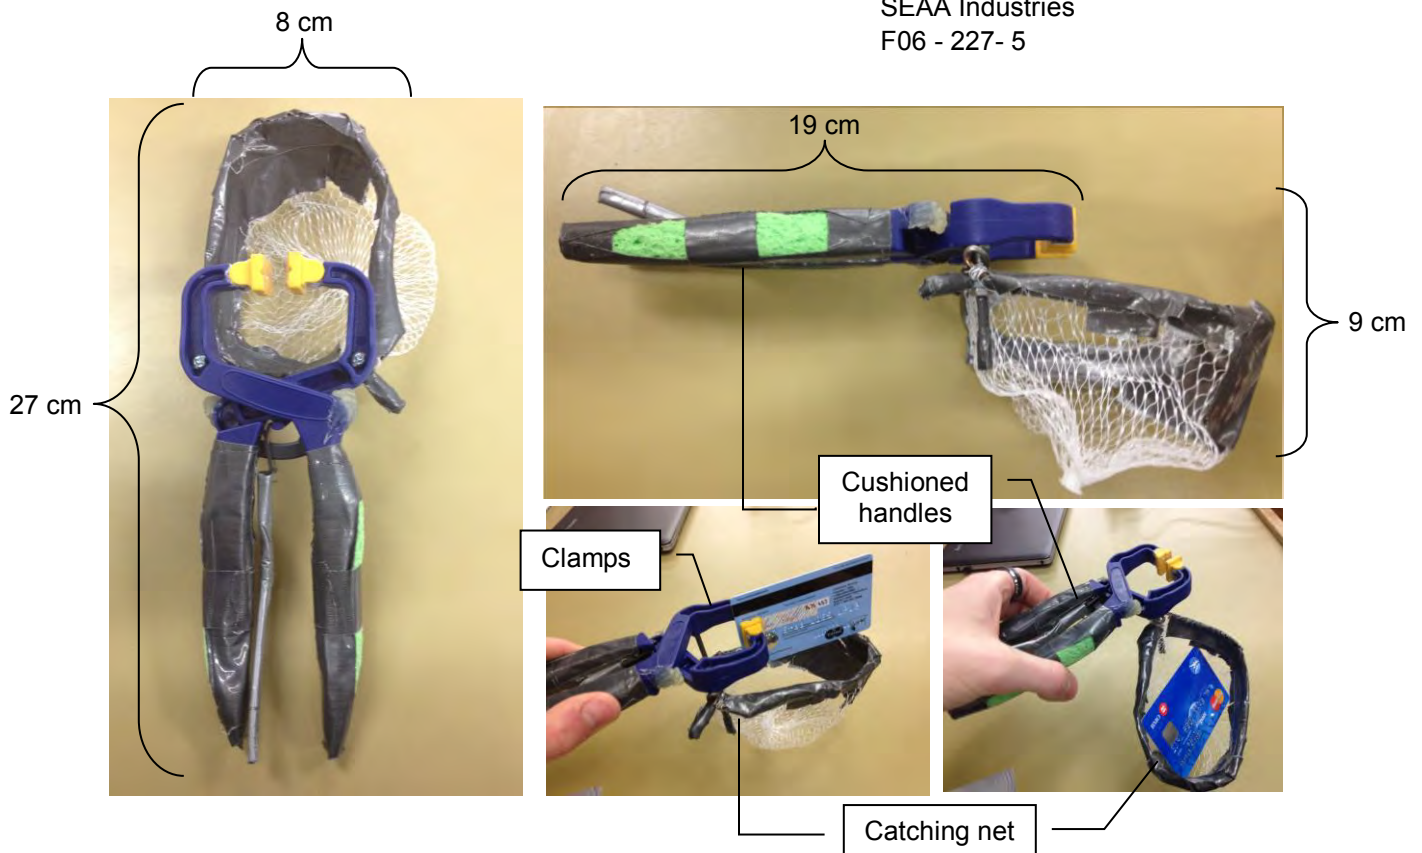 SEAA Industries
F06 - 227- 5
8 cm
19 cm
27 cm
9 cm
Cushioned
handles
Clamps
Catching net